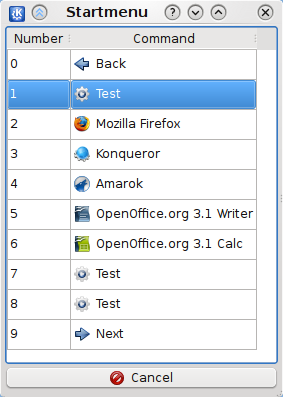 Startmenu
Number Command
0 Back
1 Test
2 Mozilla Firefox
3 Konqueror
4 Amarok
5 OpenOffice.org 3.1 Writer
6 OpenOffice.org 3.1 Calc
7 Test
8 Test
9 Next
Cancel